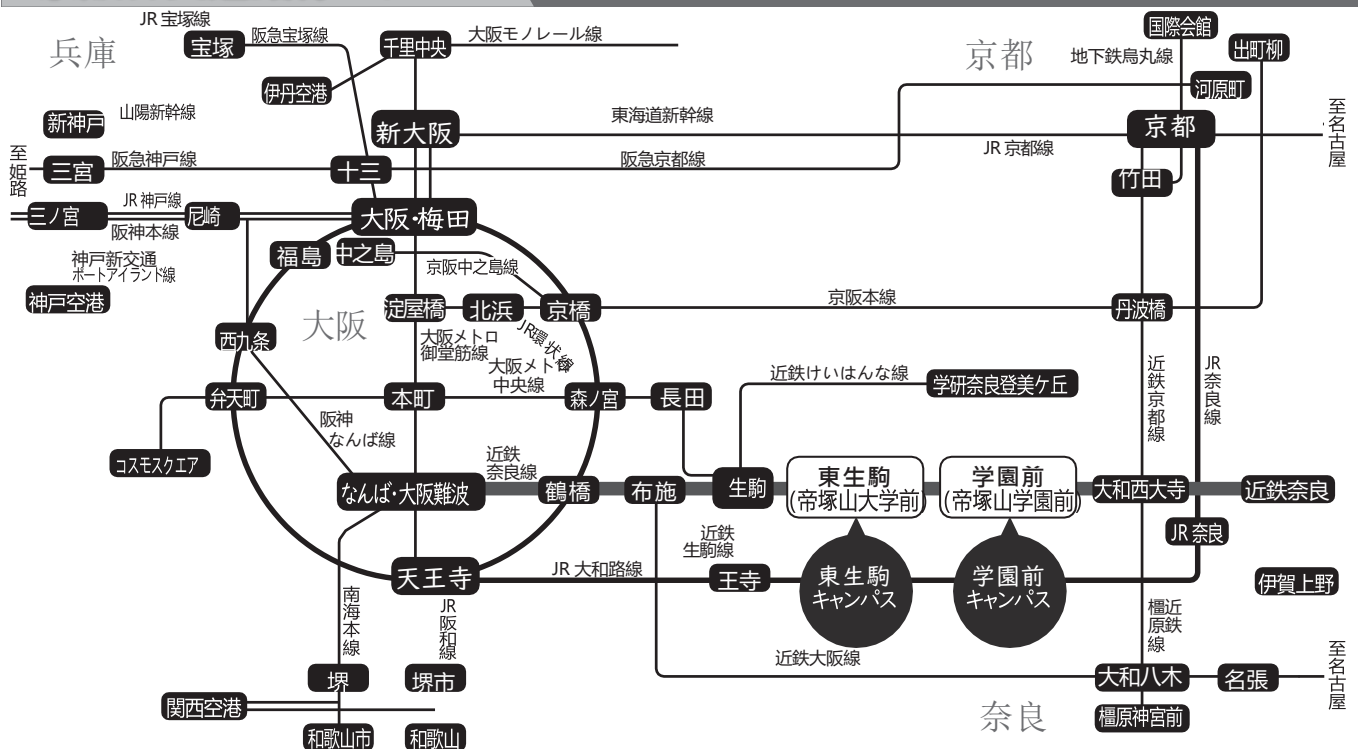 JR 宝塚線
兵庫
宝塚
阪急宝塚線
千里中央
大阪モノレール線
京都
国際会館
地下鉄烏丸線
出町柳
伊丹空港
河原町
新神戸
山陽新幹線
新大阪
東海道新幹線
京都
至名古屋
JR 京都線
至姫路
三宮
阪急神戸線
十三
阪急京都線
竹田
三ノ宮
JR 神戸線
尼崎
大阪・梅田
阪神本線
神戸新交通
ポートアイランド線
神戸空港
福島
中之島
京阪中之島線
淀屋橋
北浜
京橋
京阪本線
丹波橋
大阪
西九条
大阪メトロ
御堂筋線
JR環状線
大阪メトロ
中央線
弁天町
本町
森ノ宮
長田
近鉄けいはんな線
学研奈良登美ケ丘
近鉄京都線
JR奈良線
阪神
なんば線
コスモスクエア
近鉄
奈良線
なんば・大阪難波
鶴橋
布施
生駒
東生駒
(帝塚山大学前)
学園前
(帝塚山学園前)
大和西大寺
近鉄奈良
JR 奈良
近鉄
生駒線
天王寺
JR 大和路線
王寺
東生駒
キャンパス
学園前
キャンパス
伊賀上野
南海本線
JR阪和線
近鉄
橿原線
近鉄大阪線
堺
堺市
大和八木
名張
至名古屋
関西空港
奈良
橿原神宮前
和歌山市
和歌山